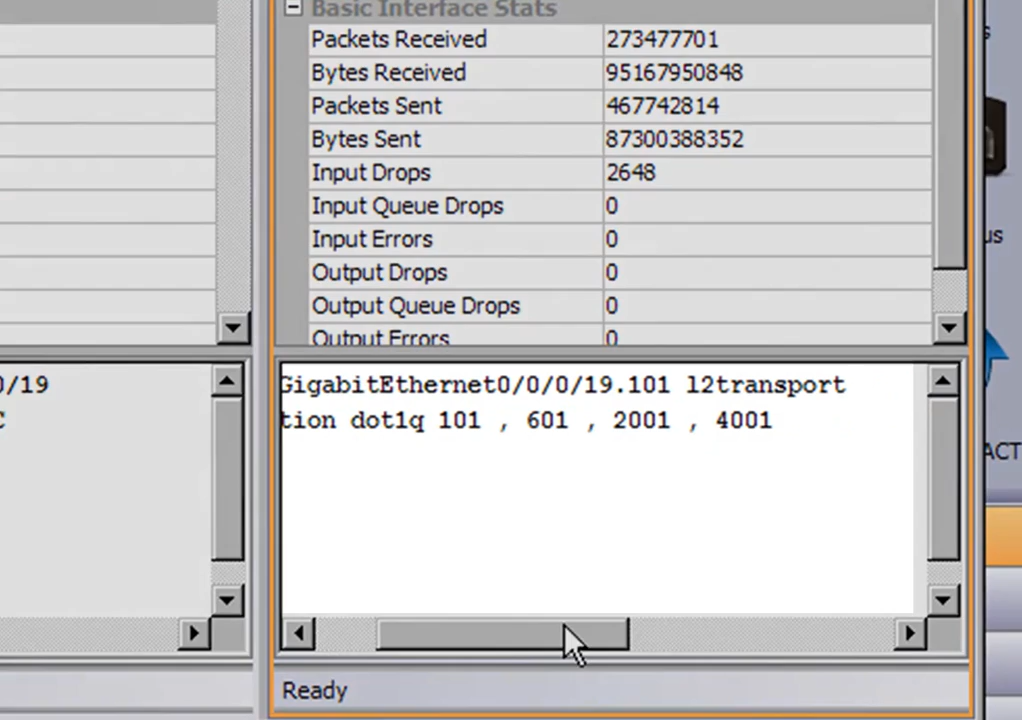 Basic Interface Stats
Packets Received 273477701
Bytes Received 95167950848
Packets Sent 467742814
Bytes Sent 87300388352
Input Drops 2648
Input Queue Drops 0
Input Errors 0
Output Drops 0
Output Queue Drops 0
Output Errors 0
0/19
GigabitEthernet0/0/0/19.101 l2transport
tion dot1q 101 , 601 , 2001 , 4001
us
ACT
Ready